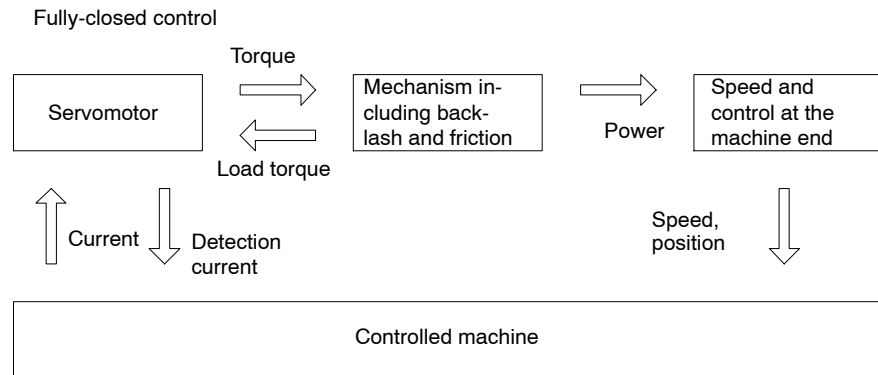 Fully-closed control
Torque
Servomotor
Mechanism in-
cluding back-
lash and friction
Speed and
control at the
machine end
Power
Load torque
Current
Detection
current
Speed,
position
Controlled machine